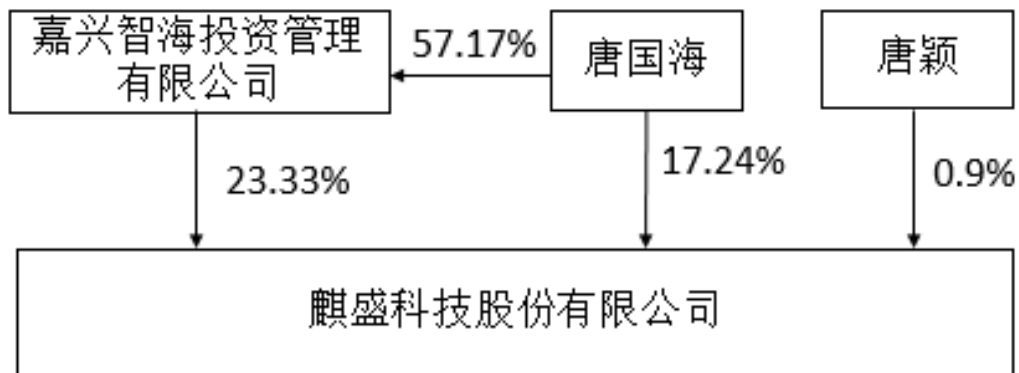 嘉兴智海投资管理
有限公司
57.17%
唐国海
唐颖
23.33%
17.24%
0.9%
麒盛科技股份有限公司